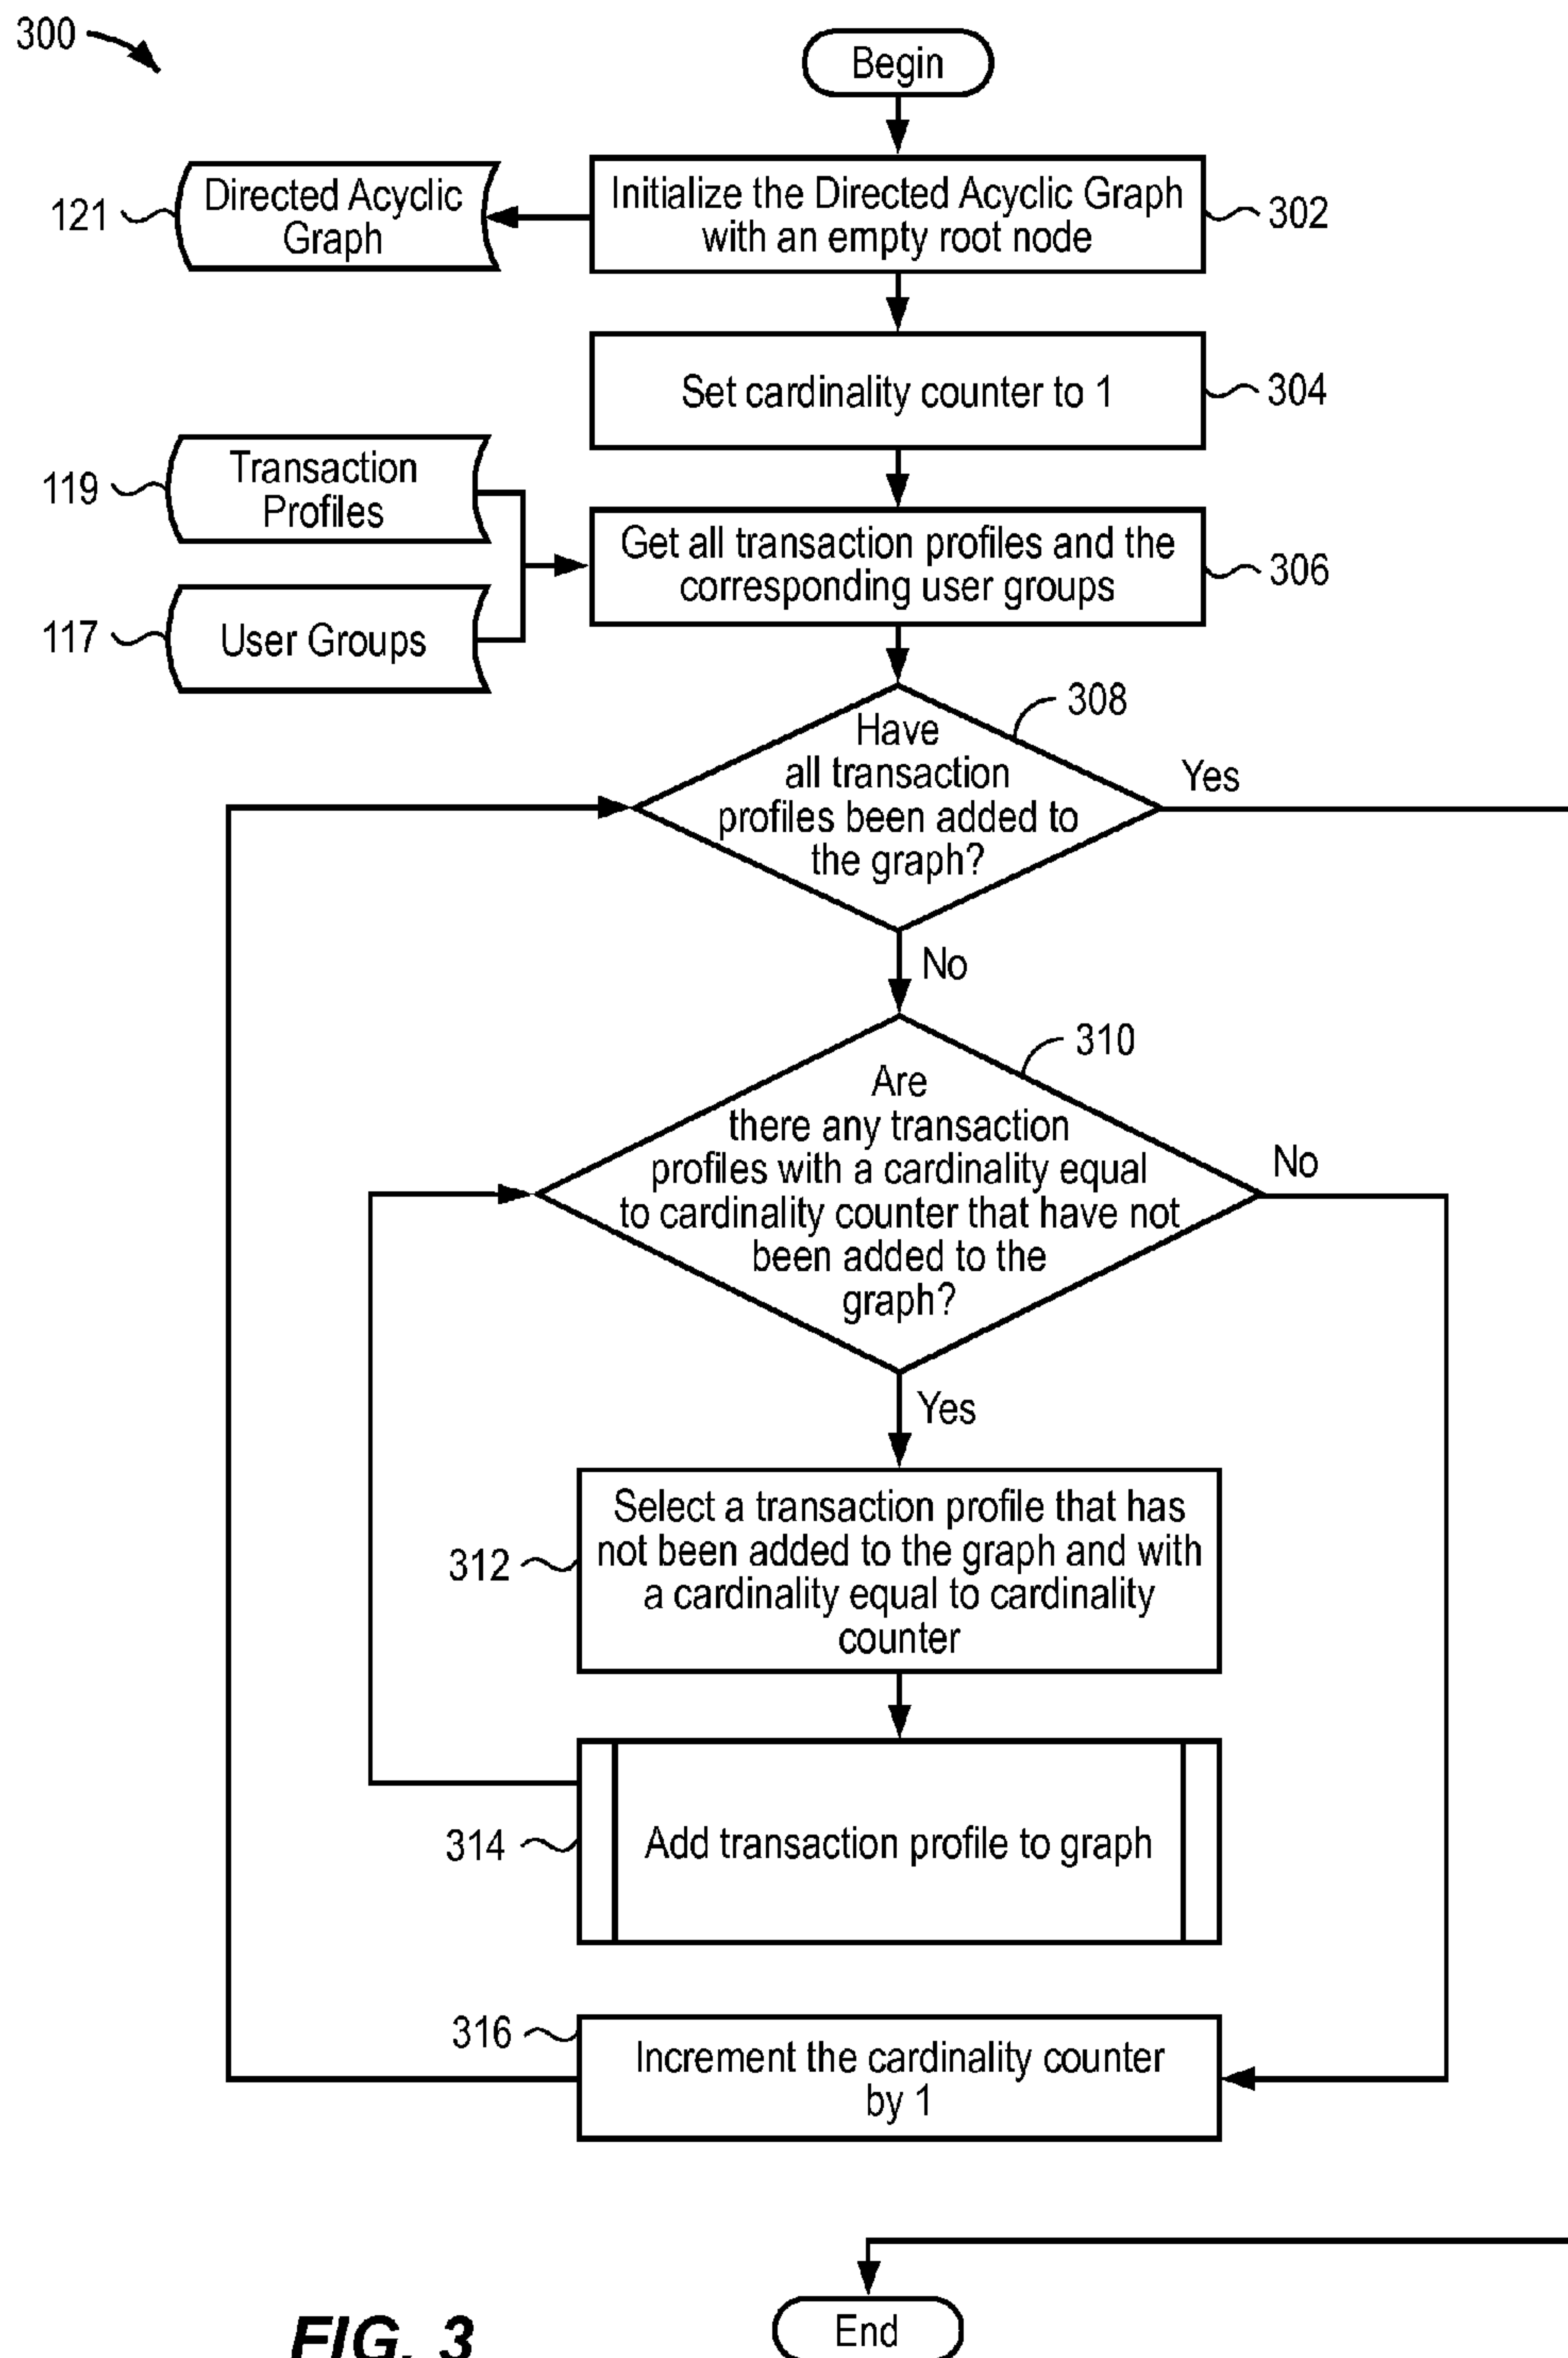 300
Begin
121
Directed Acyclic
Graph
Initialize the Directed Acyclic Graph
with an empty root node
302
Set cardinality counter to 1
304
119
Transaction
Profiles
117
User Groups
Get all transaction profiles and the
corresponding user groups
306
308
Have
all transaction
profiles been added to
the graph?
Yes
No
310
Are
there any transaction
profiles with a cardinality equal
to cardinality counter that have not
been added to the
graph?
No
Yes
312
Select a transaction profile that has
not been added to the graph and with
a cardinality equal to cardinality
counter
314
Add transaction profile to graph
316
Increment the cardinality counter
by 1
End
FIG. 3